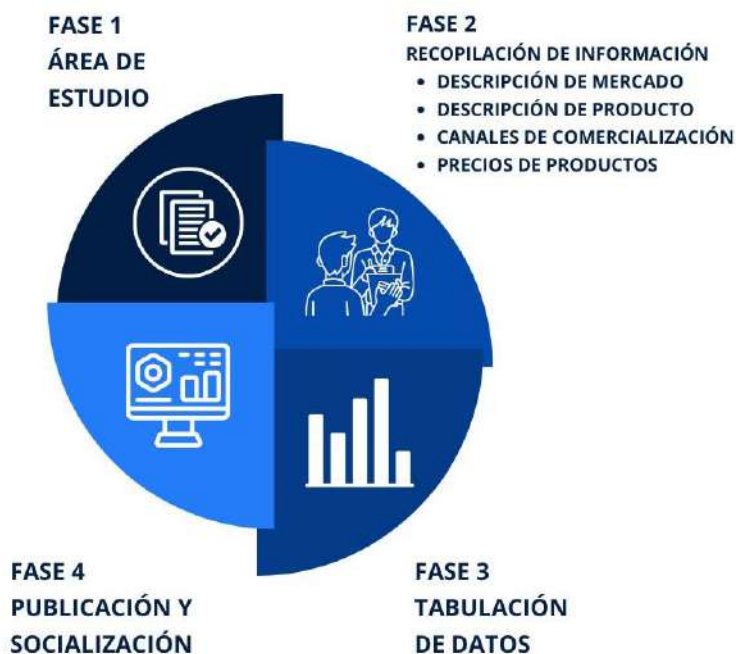 FASE 1
ÁREA DE
ESTUDIO
FASE 2
RECOPILACIÓN DE INFORMACIÓN
• DESCRIPCIÓN DE MERCADO
• DESCRIPCIÓN DE PRODUCTO
• CANALES DE COMERCIALIZACIÓN
• PRECIOS DE PRODUCTOS
FASE 3
TABULACIÓN
DE DATOS
FASE 4
PUBLICACIÓN Y
SOCIALIZACIÓN